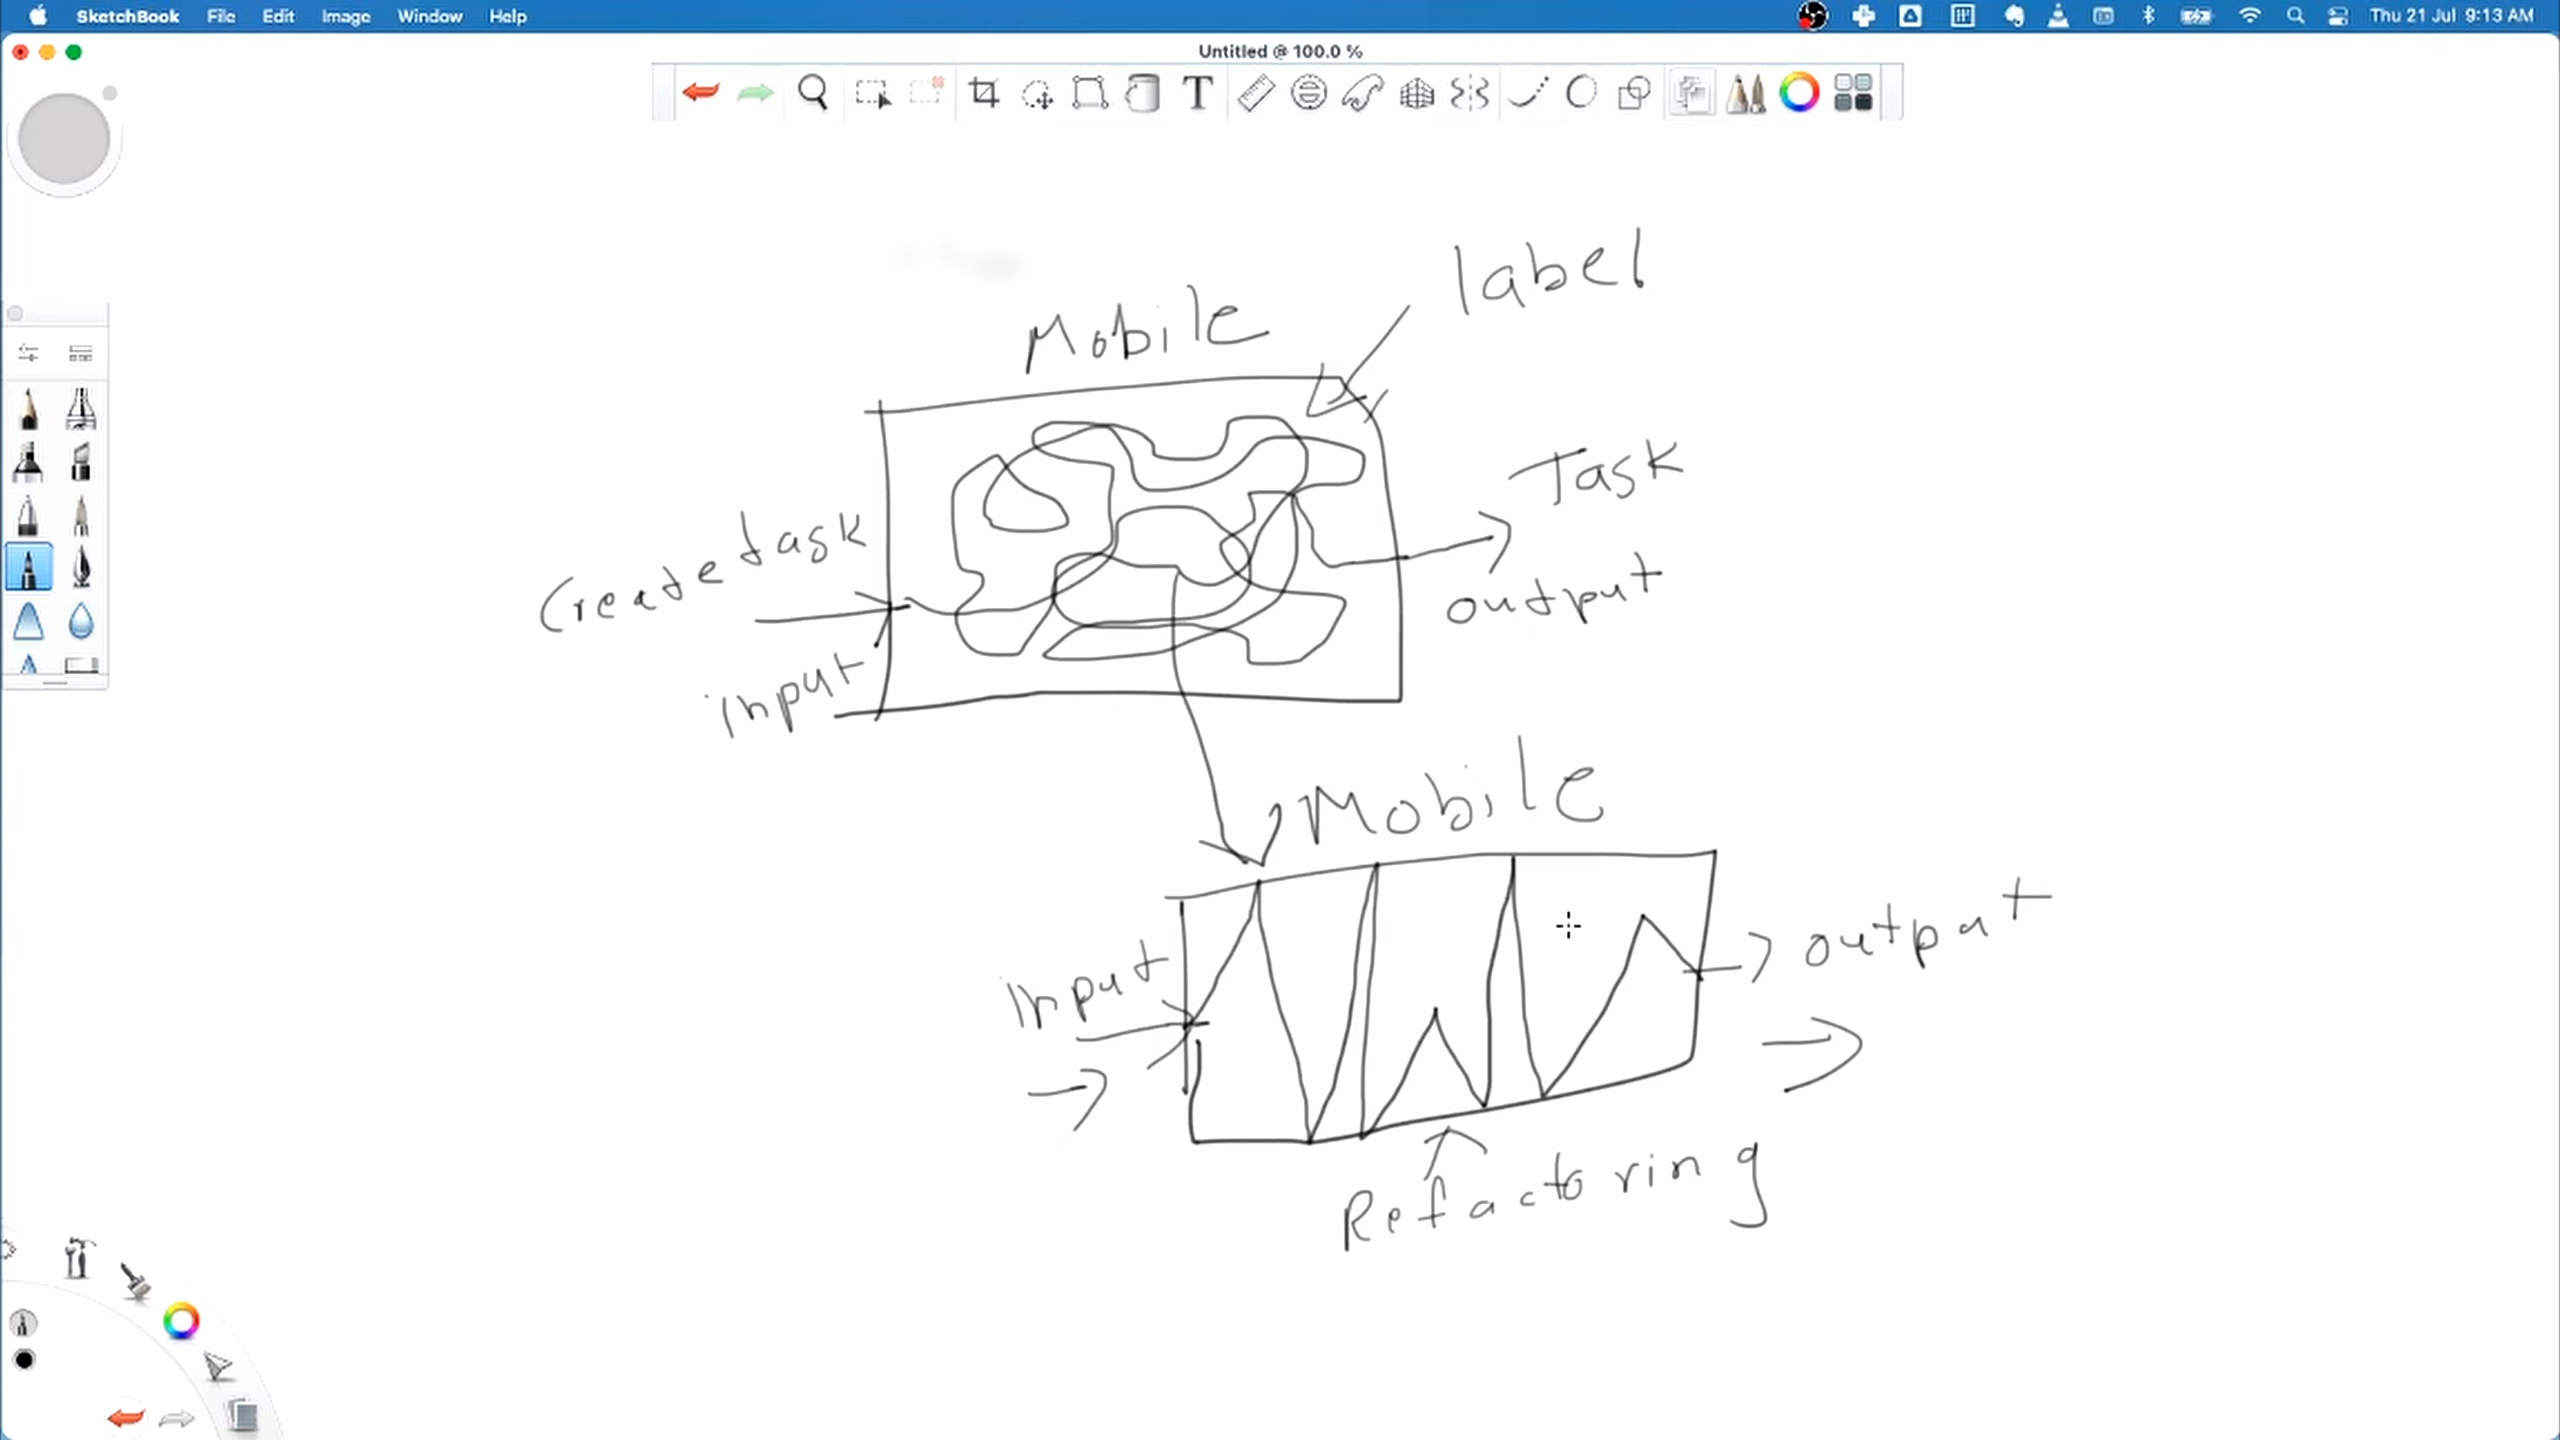 SketchBook File Edit Image Window Help
Thu 21 Jul 9:13 AM
Untitled @ 100.0 %
T
label
Mobile
Task
Create task
output
input
Mobile
output
input
Refactoring